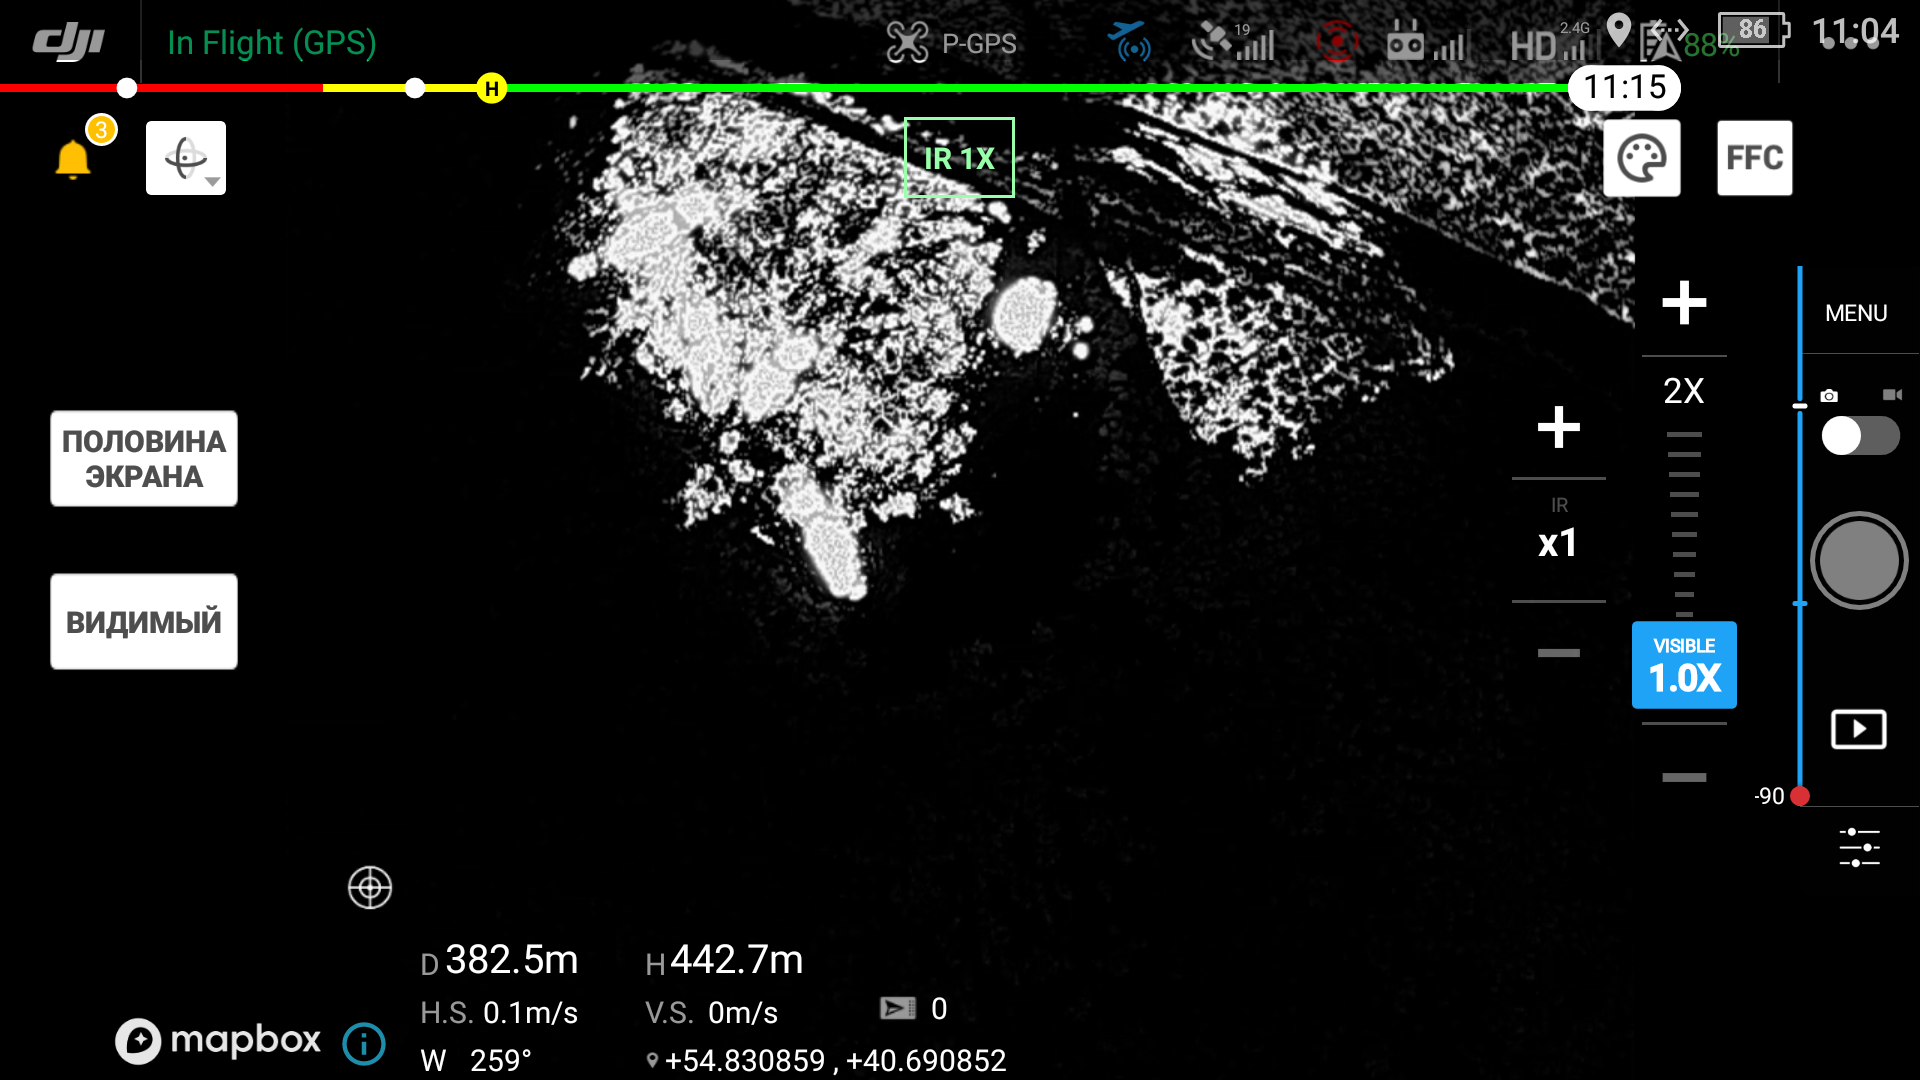 dji
In Flight (GPS)
P-GPS
19
HD
2.4G
88%
86
11:04
H
11:15
3
IR 1X
FFC
MENU
2X
ПОЛОВИНА
ЭКРАНА
IR
x1
ВИДИМЫЙ
VISIBLE
1.0X
-90
D 382.5m
H 442.7m
H.S. 0.1m/s
V.S. 0m/s
0
mapbox
i
W 259°
+54.830859 , +40.690852